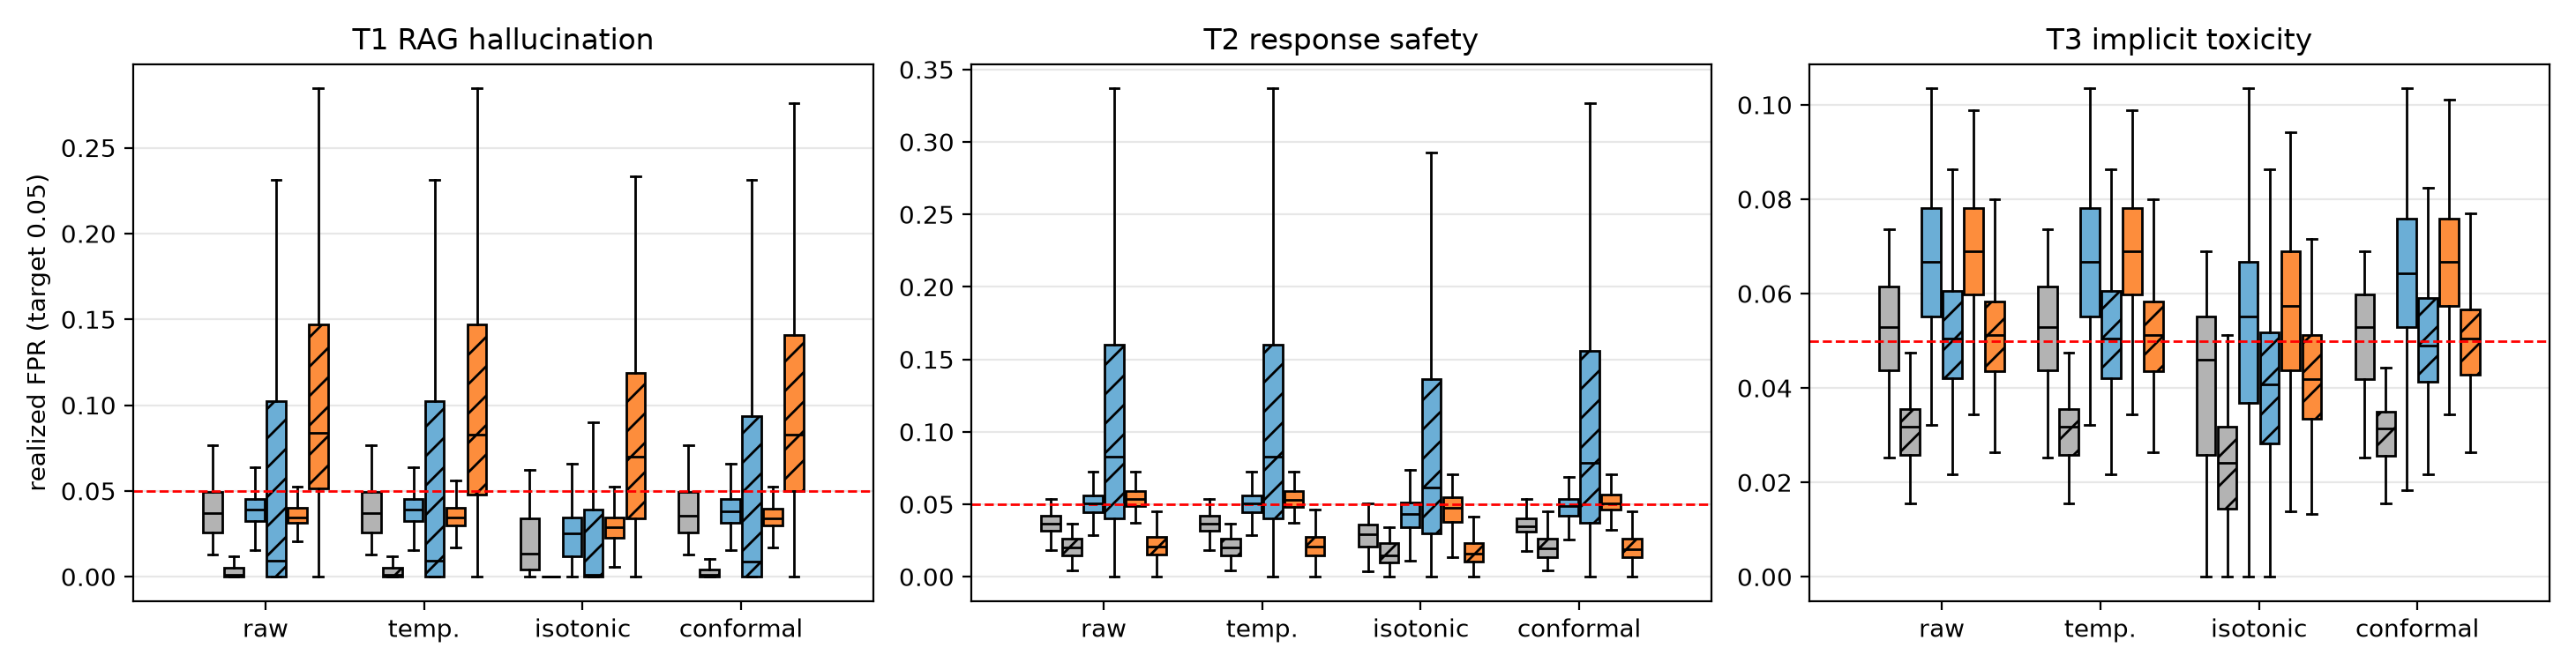 T1 RAG hallucination
realized FPR (target 0.05)
0.25
0.20
0.15
0.10
0.05
0.00
raw temp. isotonic conformal
T2 response safety
0.35
0.30
0.25
0.20
0.15
0.10
0.05
0.00
raw temp. isotonic conformal
T3 implicit toxicity
0.10
0.08
0.06
0.04
0.02
0.00
raw temp. isotonic conformal